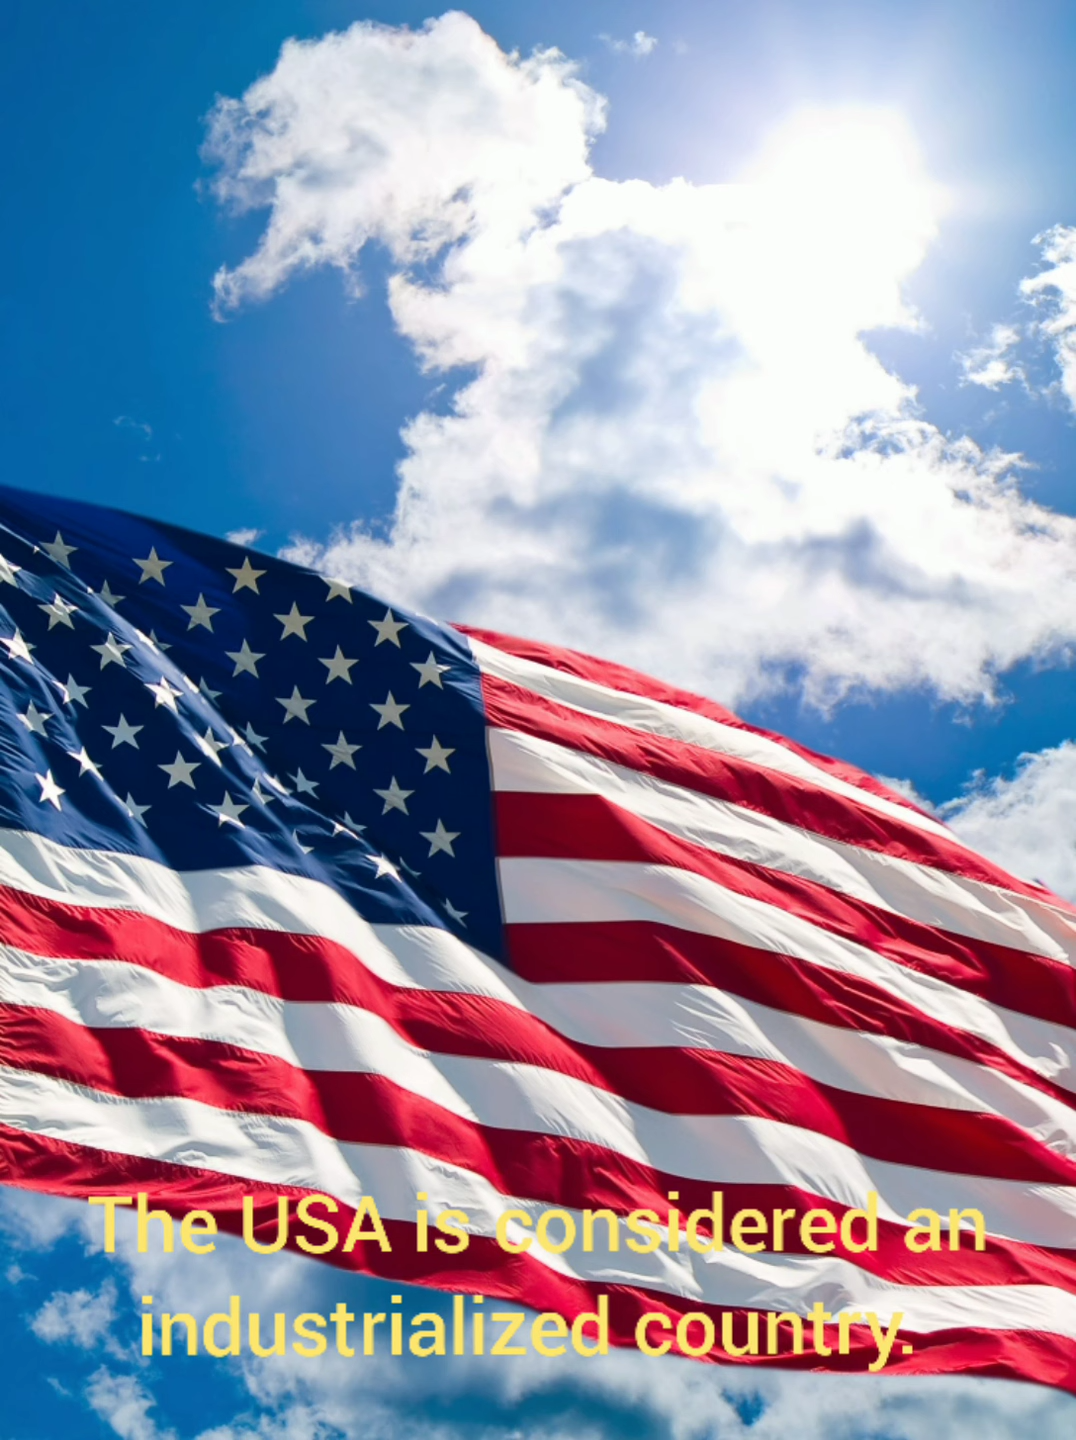 The USA is considered an
industrialized country.